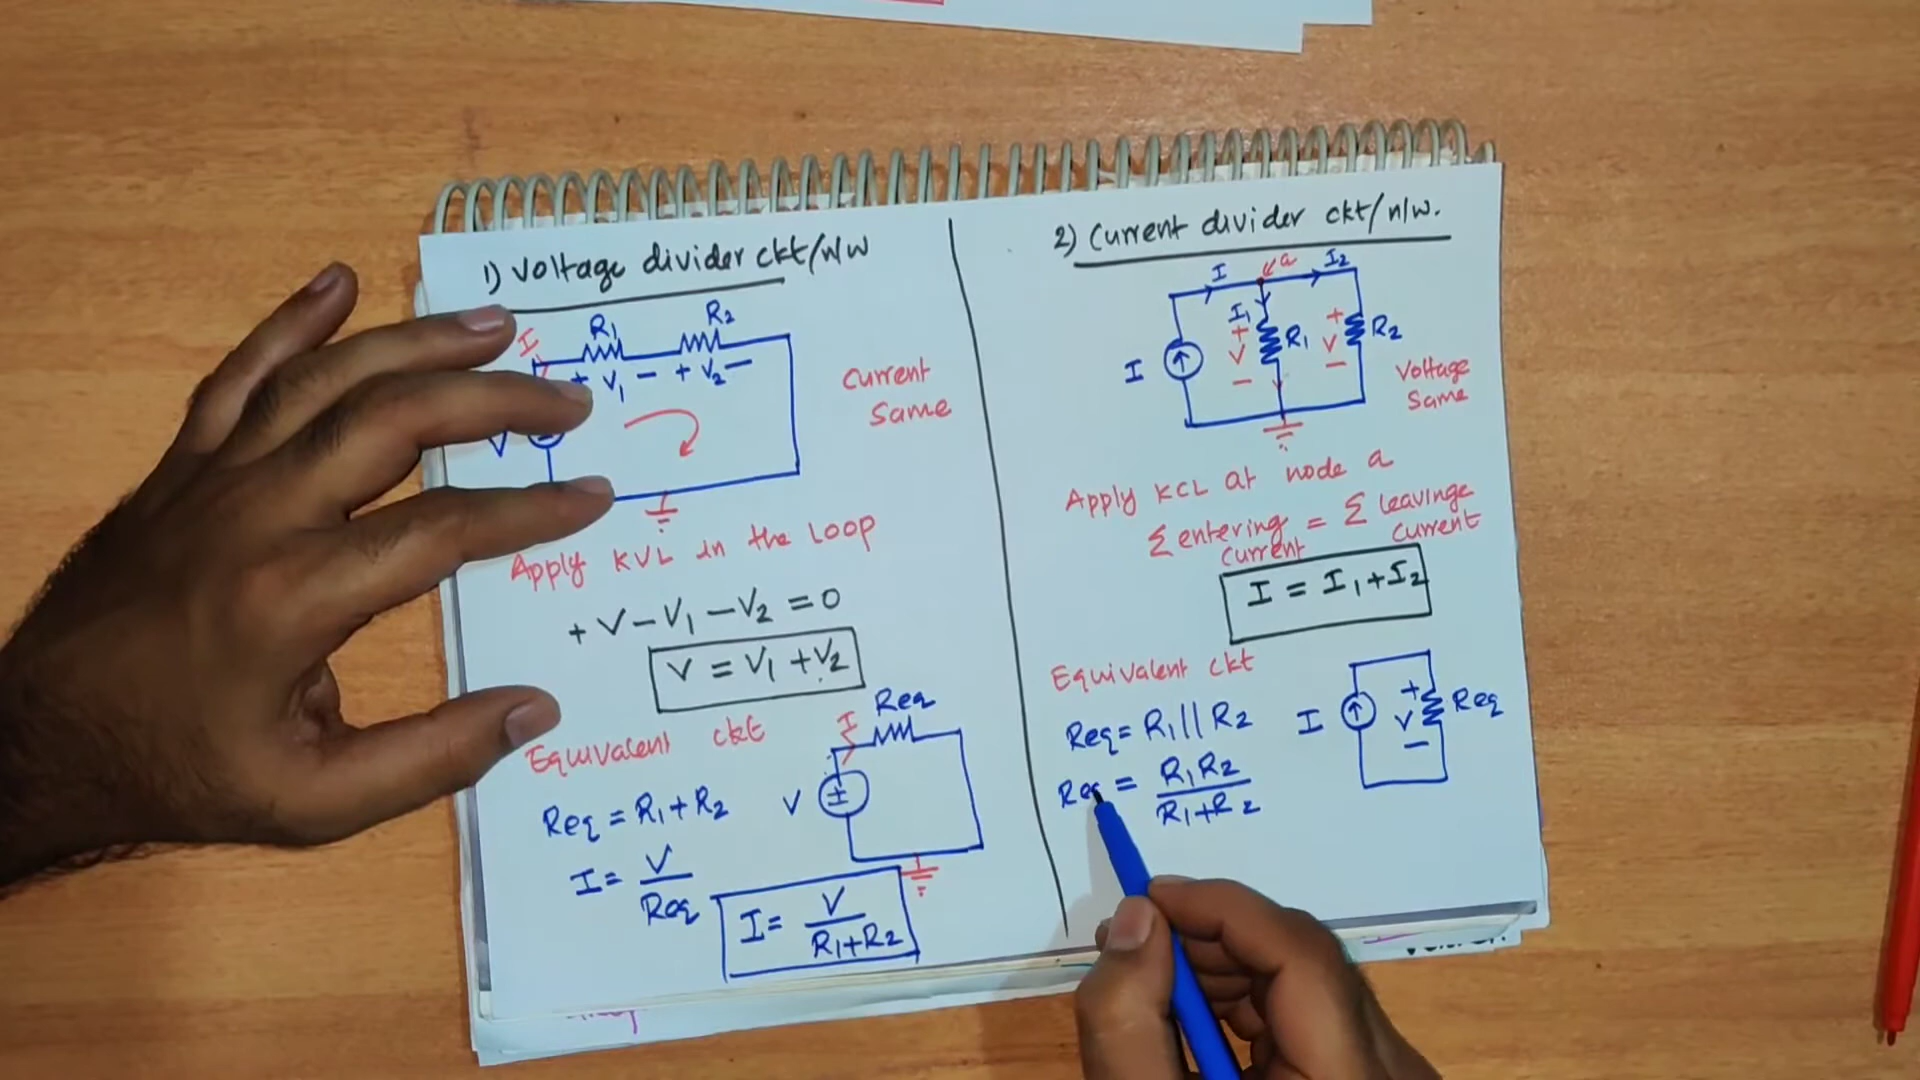 1) Voltage divider ckt/n/w
I
R1
R2
+ V1 - + V2 -
V
Current
Same
Apply KVL in the Loop
+ V - V1 - V2 = 0
V = V1 + V2
Equivalent ckt
I
Req
V
±
Req = R1 + R2
I = V / Req
I = V / R1+R2
2) Current divider ckt/n/w.
I
a
I2
I1
+
V
-
R1
+
V
-
R2
I
Voltage
Same
Apply KCL at node a
Σ entering current = Σ leavinge current
I = I1 + I2
Equivalent ckt
Req = R1 || R2
Req = R1 R2 / R1+R2
I
+
V
-
Req